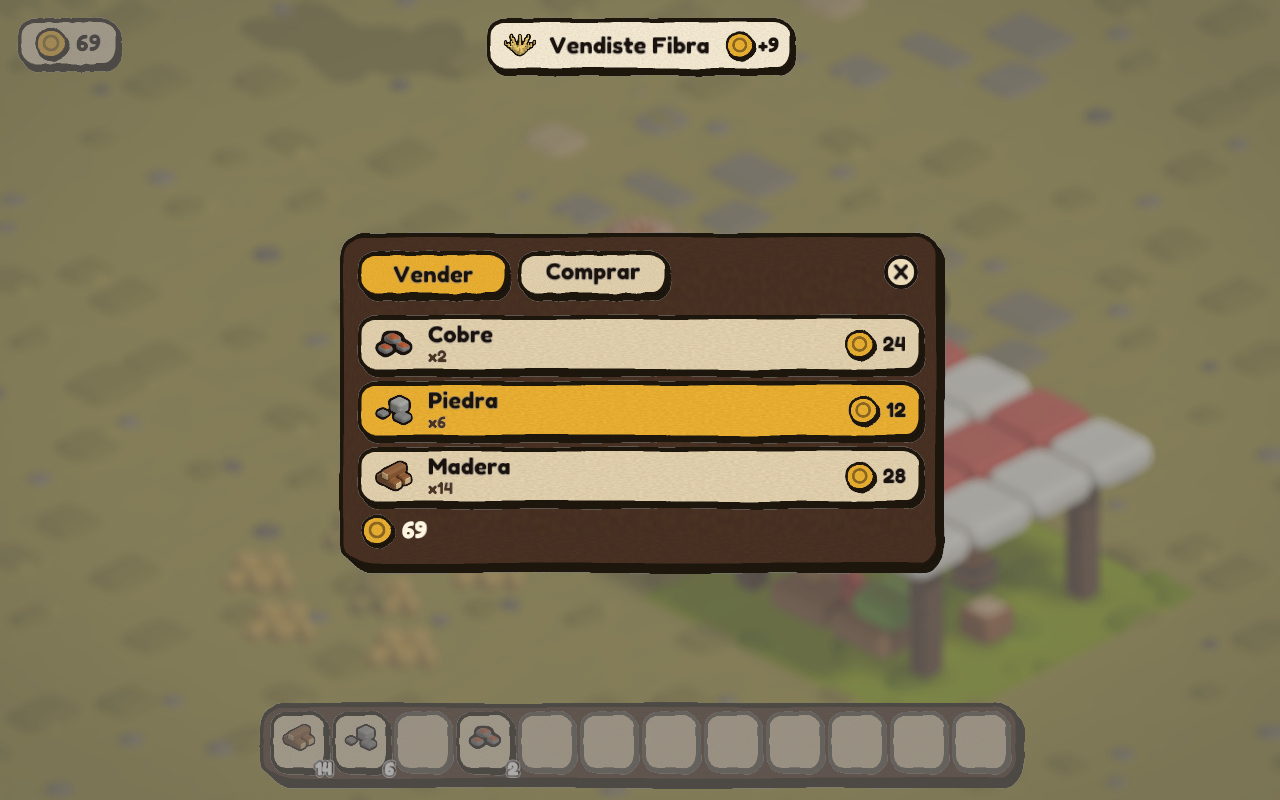 69
Vendiste Fibra +9
Vender Comprar
Cobre
x2
24
Piedra
x6
12
Madera
x14
28
69
14 6 2